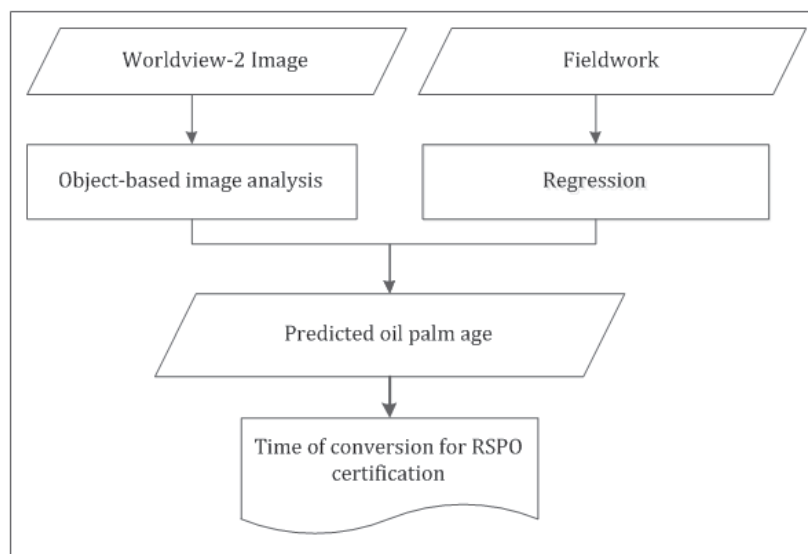 Worldview-2 Image
Fieldwork
Object-based image analysis
Regression
Predicted oil palm age
Time of conversion for RSPO
certification